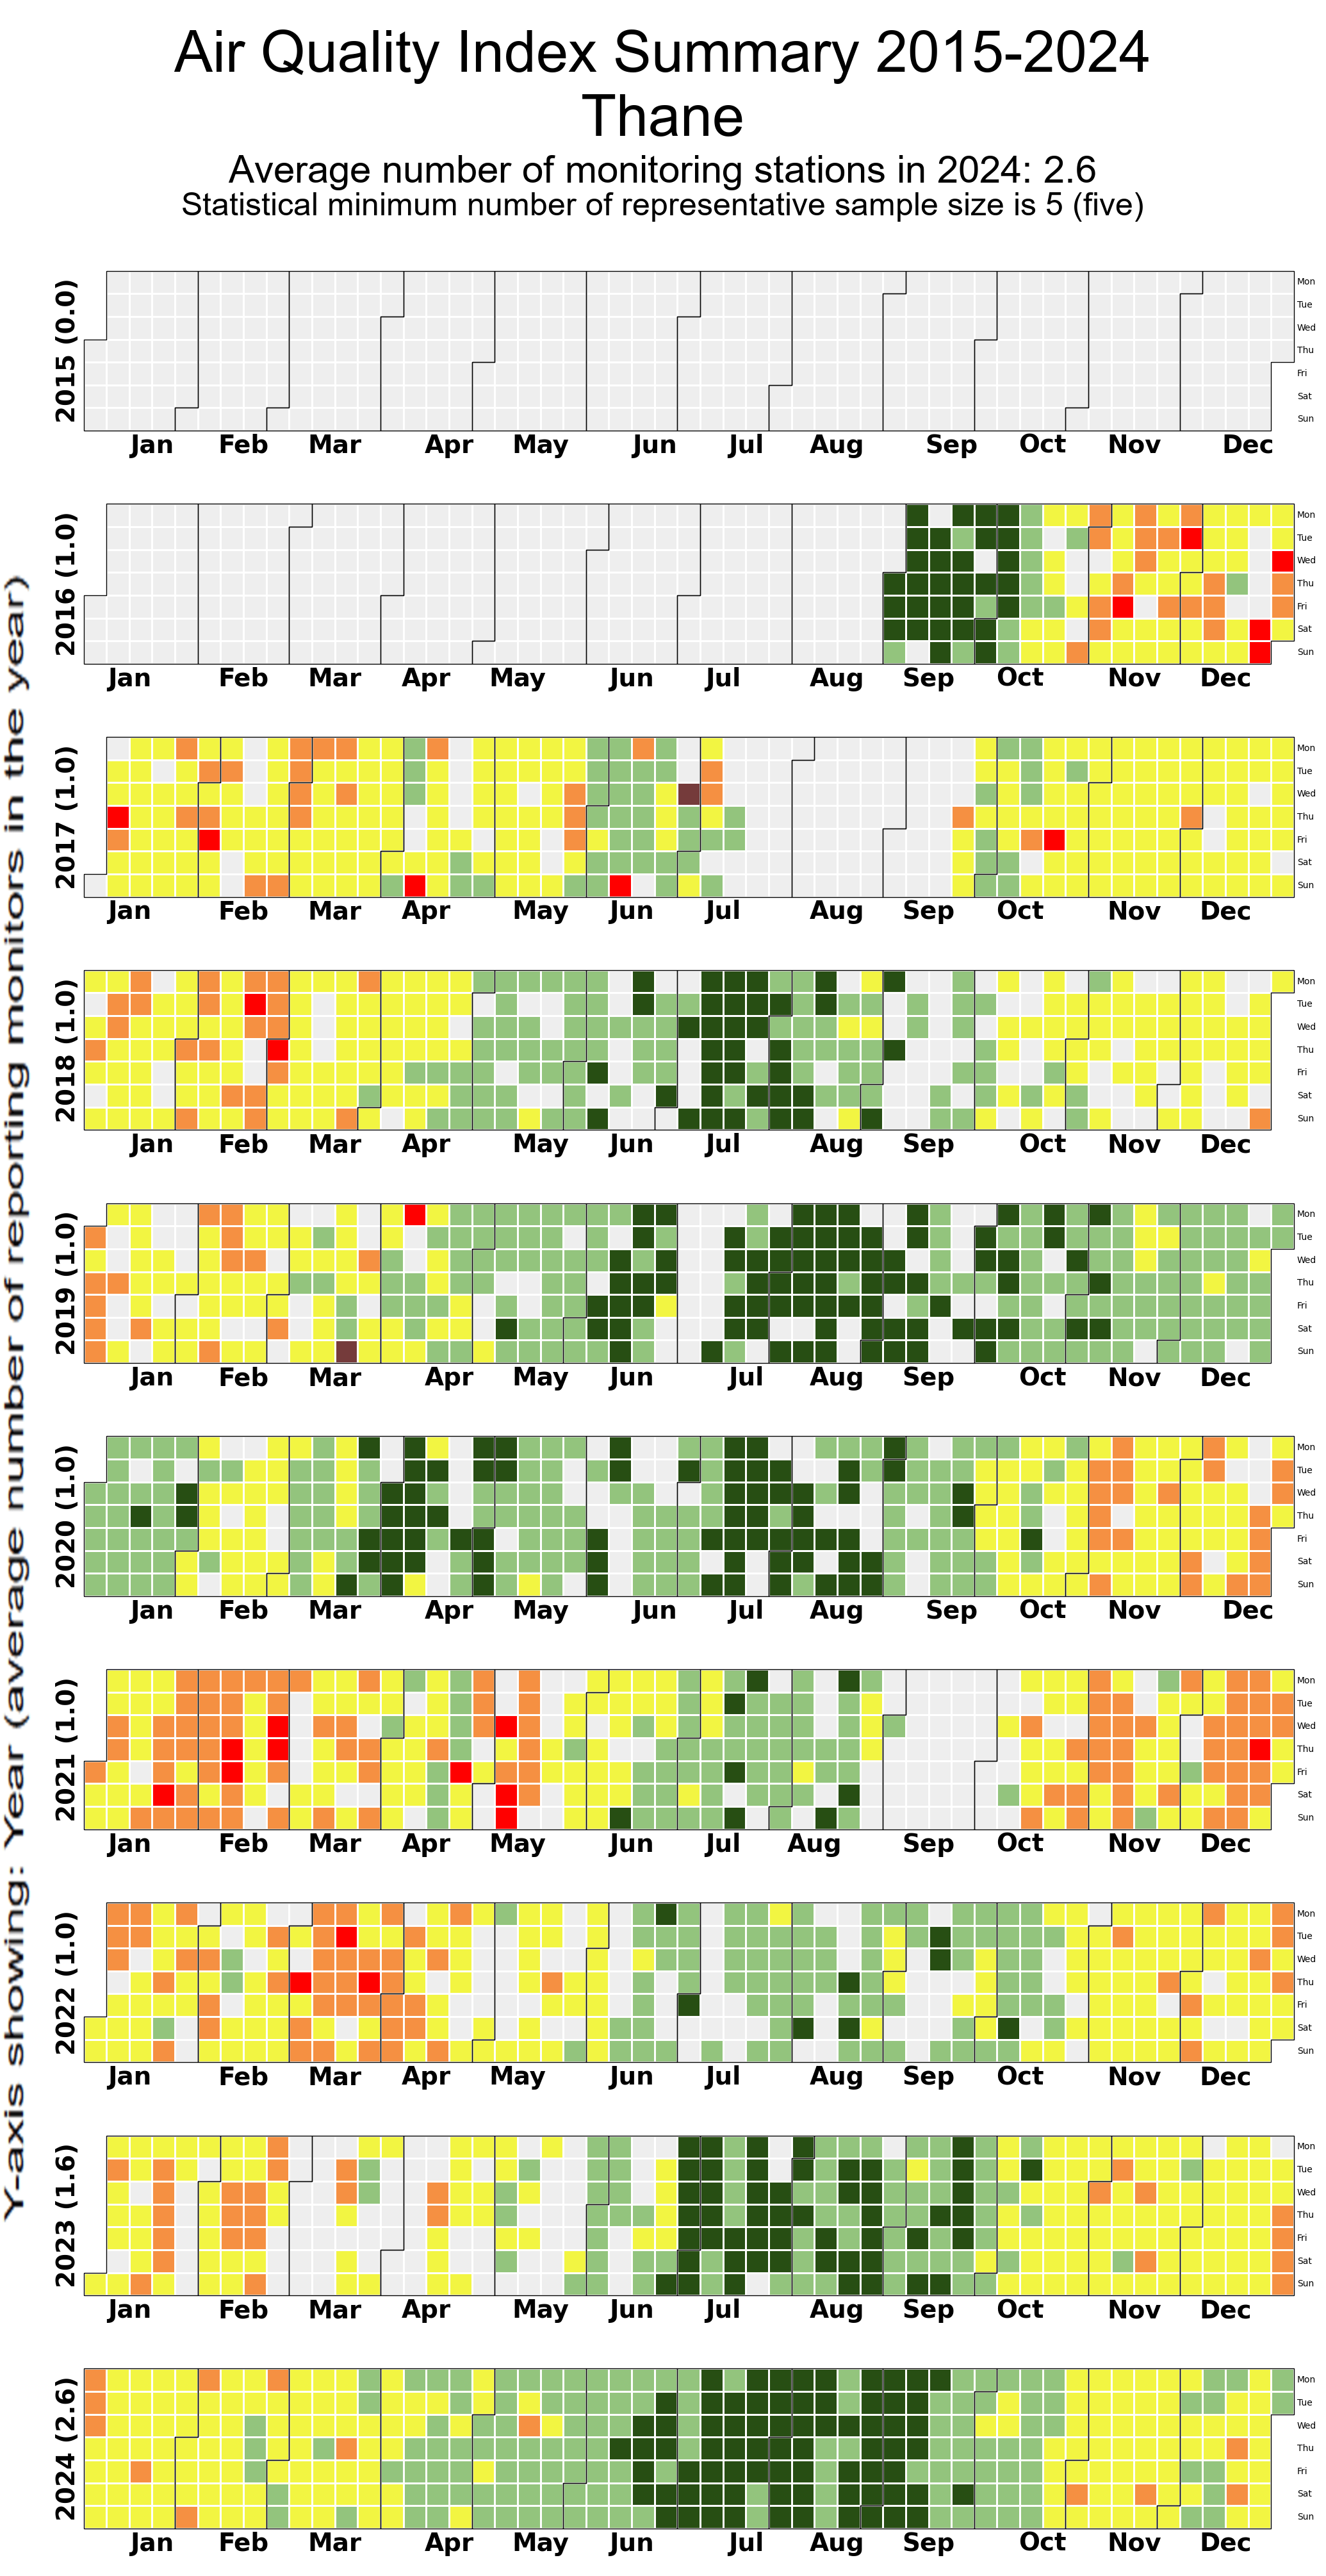 Air Quality Index Summary 2015-2024
Thane
Average number of monitoring stations in 2024: 2.6
Statistical minimum number of representative sample size is 5 (five)
Y-axis showing: Year (average number of reporting monitors in the year)
2015 (0.0)
Mon
Tue
Wed
Thu
Fri
Sat
Sun
Jan Feb Mar Apr May Jun Jul Aug Sep Oct Nov Dec
2016 (1.0)
Mon
Tue
Wed
Thu
Fri
Sat
Sun
Jan Feb Mar Apr May Jun Jul Aug Sep Oct Nov Dec
2017 (1.0)
Mon
Tue
Wed
Thu
Fri
Sat
Sun
Jan Feb Mar Apr May Jun Jul Aug Sep Oct Nov Dec
2018 (1.0)
Mon
Tue
Wed
Thu
Fri
Sat
Sun
Jan Feb Mar Apr May Jun Jul Aug Sep Oct Nov Dec
2019 (1.0)
Mon
Tue
Wed
Thu
Fri
Sat
Sun
Jan Feb Mar Apr May Jun Jul Aug Sep Oct Nov Dec
2020 (1.0)
Mon
Tue
Wed
Thu
Fri
Sat
Sun
Jan Feb Mar Apr May Jun Jul Aug Sep Oct Nov Dec
2021 (1.0)
Mon
Tue
Wed
Thu
Fri
Sat
Sun
Jan Feb Mar Apr May Jun Jul Aug Sep Oct Nov Dec
2022 (1.0)
Mon
Tue
Wed
Thu
Fri
Sat
Sun
Jan Feb Mar Apr May Jun Jul Aug Sep Oct Nov Dec
2023 (1.6)
Mon
Tue
Wed
Thu
Fri
Sat
Sun
Jan Feb Mar Apr May Jun Jul Aug Sep Oct Nov Dec
2024 (2.6)
Mon
Tue
Wed
Thu
Fri
Sat
Sun
Jan Feb Mar Apr May Jun Jul Aug Sep Oct Nov Dec